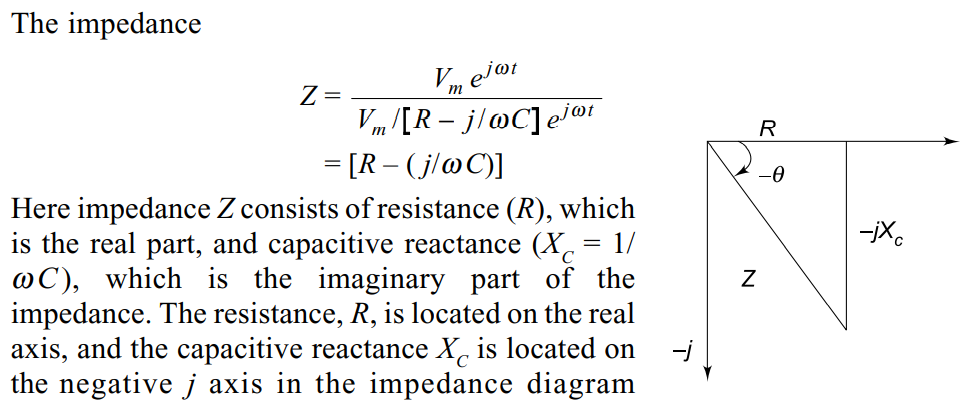 The impedance
Z = V_m e^{jωt} / V_m/[R – j/ωC] e^{jωt}
= [R – (j/ωC)]
Here impedance Z consists of resistance (R), which
is the real part, and capacitive reactance (X_C = 1/
ωC), which is the imaginary part of the
impedance. The resistance, R, is located on the real
axis, and the capacitive reactance X_C is located on
the negative j axis in the impedance diagram
R
–θ
–jX_c
Z
–j